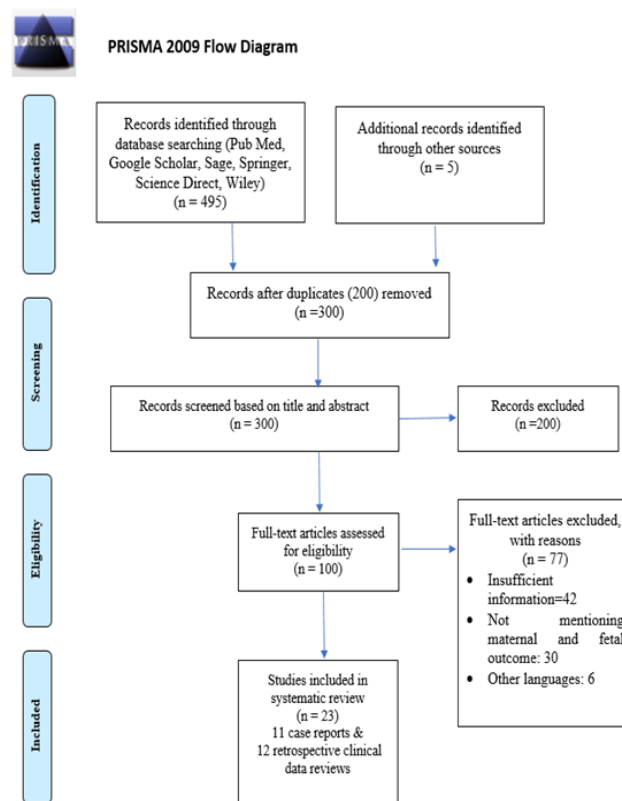 PRISMA
PRISMA 2009 Flow Diagram
Identification
Records identified through
database searching (Pub Med,
Google Scholar, Sage, Springer,
Science Direct, Wiley)
(n = 495)
Additional records identified
through other sources
(n = 5)
Records after duplicates (200) removed
(n =300)
Screening
Records screened based on title and abstract
(n = 300)
Records excluded
(n =200)
Eligibility
Full-text articles assessed
for eligibility
(n = 100)
Full-text articles excluded,
with reasons
(n = 77)
• Insufficient
information=42
• Not mentioning
maternal and fetal
outcome: 30
• Other languages: 6
Included
Studies included in
systematic review
(n = 23)
11 case reports &
12 retrospective clinical
data reviews